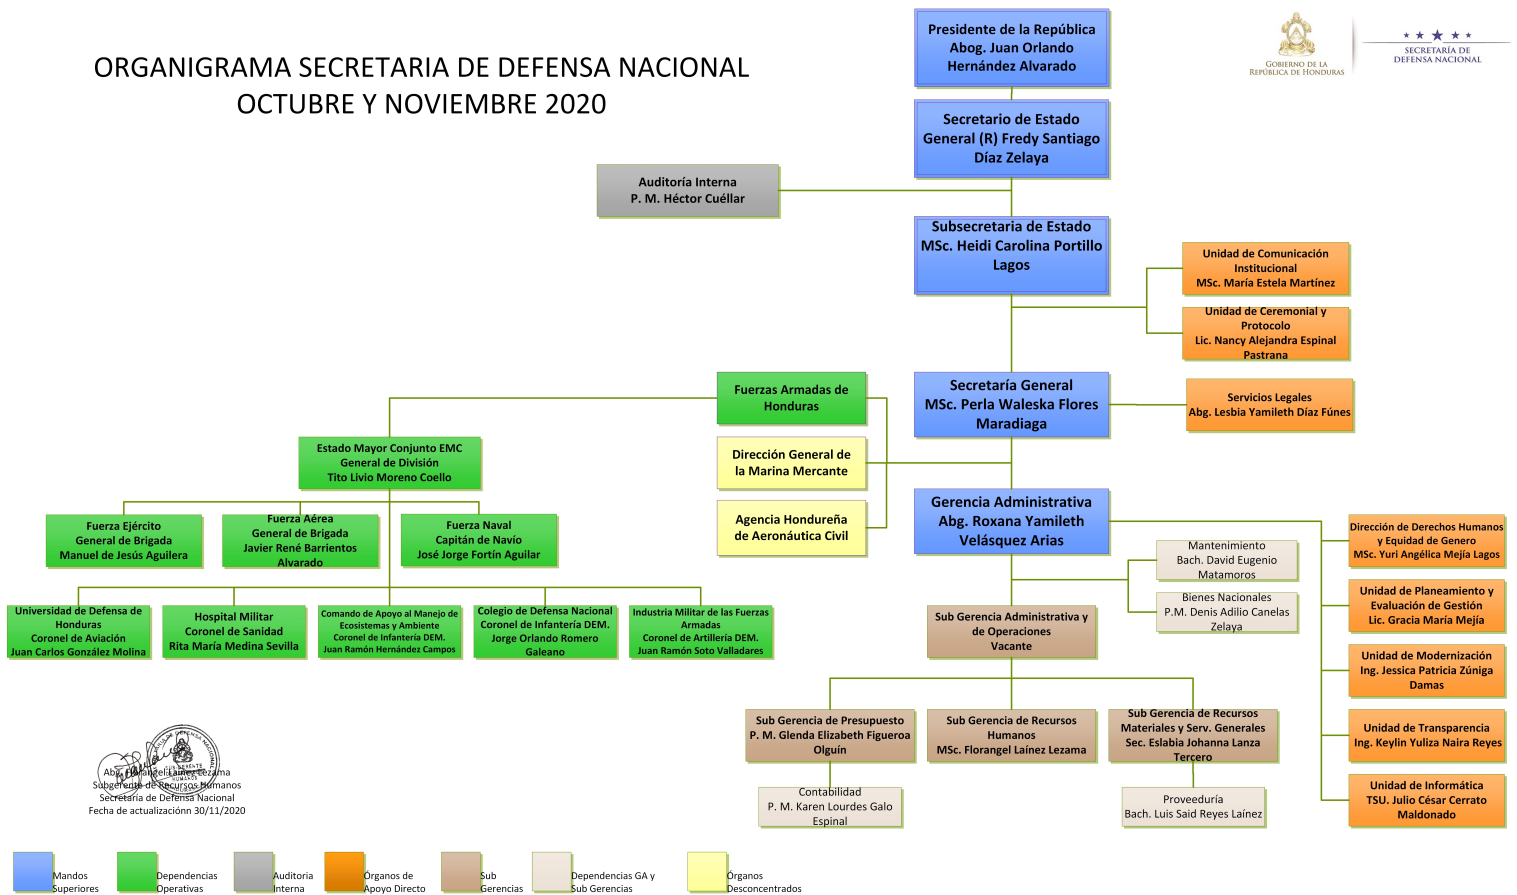 ORGANIGRAMA SECRETARIA DE DEFENSA NACIONAL
OCTUBRE Y NOVIEMBRE 2020
Presidente de la República
Abog. Juan Orlando
Hernández Alvarado
GOBIERNO DE LA
REPÚBLICA DE HONDURAS
SECRETARÍA DE
DEFENSA NACIONAL
Secretario de Estado
General (R) Fredy Santiago
Díaz Zelaya
Auditoría Interna
P. M. Héctor Cuéllar
Subsecretaria de Estado
MSc. Heidi Carolina Portillo
Lagos
Unidad de Comunicación
Institucional
MSc. María Estela Martínez
Unidad de Ceremonial y
Protocolo
Lic. Nancy Alejandra Espinal
Pastrana
Fuerzas Armadas de
Honduras
Secretaría General
MSc. Perla Waleska Flores
Maradiaga
Servicios Legales
Abg. Lesbia Yamileth Díaz Fúnes
Estado Mayor Conjunto EMC
General de División
Tito Livio Moreno Coello
Dirección General de
la Marina Mercante
Agencia Hondureña
de Aeronáutica Civil
Gerencia Administrativa
Abg. Roxana Yamileth
Velásquez Arias
Fuerza Ejército
General de Brigada
Manuel de Jesús Aguilera
Fuerza Aérea
General de Brigada
Javier René Barrientos
Alvarado
Fuerza Naval
Capitán de Navío
José Jorge Fortín Aguilar
Dirección de Derechos Humanos
y Equidad de Genero
MSc. Yuri Angélica Mejía Lagos
Mantenimiento
Bach. David Eugenio
Matamoros
Bienes Nacionales
P.M. Denis Adilio Canelas
Zelaya
Unidad de Planeamiento y
Evaluación de Gestión
Lic. Gracia María Mejía
Universidad de Defensa de
Honduras
Coronel de Aviación
Juan Carlos González Molina
Hospital Militar
Coronel de Sanidad
Rita María Medina Sevilla
Comando de Apoyo al Manejo de
Ecosistemas y Ambiente
Coronel de Infantería DEM.
Juan Ramón Hernández Campos
Colegio de Defensa Nacional
Coronel de Infantería DEM.
Jorge Orlando Romero
Galeano
Industria Militar de las Fuerzas
Armadas
Coronel de Artillería DEM.
Juan Ramón Soto Valladares
Sub Gerencia Administrativa y
de Operaciones
Vacante
Unidad de Modernización
Ing. Jessica Patricia Zúniga
Damas
Sub Gerencia de Presupuesto
P. M. Glenda Elizabeth Figueroa
Olguín
Sub Gerencia de Recursos
Humanos
MSc. Florangel Laínez Lezama
Sub Gerencia de Recursos
Materiales y Serv. Generales
Sec. Eslabia Johanna Lanza
Tercero
Unidad de Transparencia
Ing. Keylin Yuliza Naira Reyes
Contabilidad
P. M. Karen Lourdes Galo
Espinal
Proveeduría
Bach. Luis Said Reyes Laínez
Unidad de Informática
TSU. Julio César Cerrato
Maldonado
Abg. Florangel Laínez Lezama
Subgerente de Recursos Humanos
Secretaría de Defensa Nacional
Fecha de actualizaciónn 30/11/2020
Mandos
Superiores
Dependencias
Operativas
Auditoria
Interna
Órganos de
Apoyo Directo
Sub
Gerencias
Dependencias GA y
Sub Gerencias
Órganos
Desconcentrados